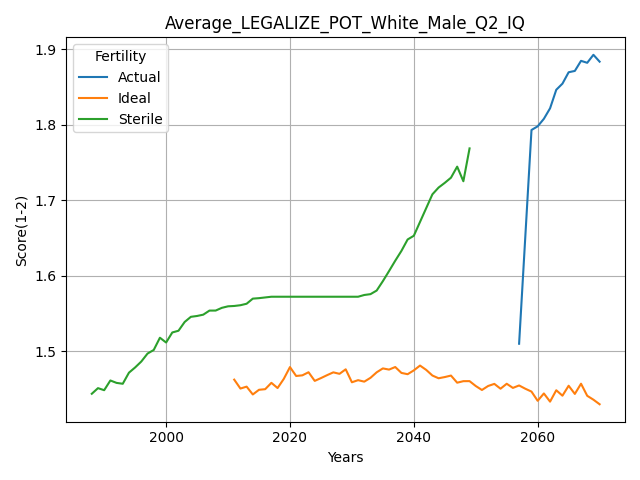 Average_LEGALIZE_POT_White_Male_Q2_IQ
Fertility
Actual
Ideal
Sterile
Score(1-2)
1.9
1.8
1.7
1.6
1.5
2000 2020 2040 2060
Years